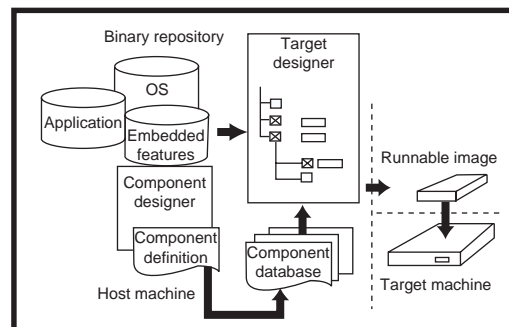 Binary repository
OS
Application
Embedded
features
Component
designer
Component
definition
Host machine
Target
designer
Component
database
Runnable image
Target machine